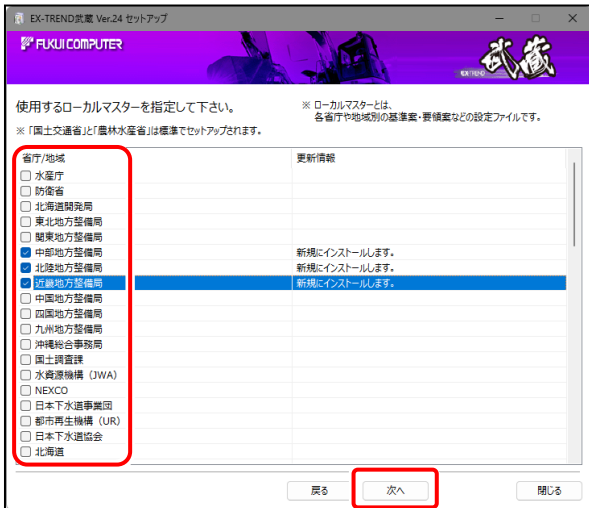 EX-TREND武蔵 Ver.24 セットアップ
FUKUI COMPUTER
EX-TREND 武蔵
使用するローカルマスターを指定して下さい。
※ ローカルマスターとは、
各省庁や地域別の基準案・要領案などの設定ファイルです。
※ 「国土交通省」と「農林水産省」は標準でセットアップされます。
省庁/地域 更新情報
水産庁
防衛省
北海道開発局
東北地方整備局
関東地方整備局
中部地方整備局 新規にインストールします。
北陸地方整備局 新規にインストールします。
近畿地方整備局 新規にインストールします。
中国地方整備局
四国地方整備局
九州地方整備局
沖縄総合事務局
国土調査課
水資源機構（JWA）
NEXCO
日本下水道事業団
都市再生機構（UR）
日本下水道協会
北海道
戻る 次へ 閉じる